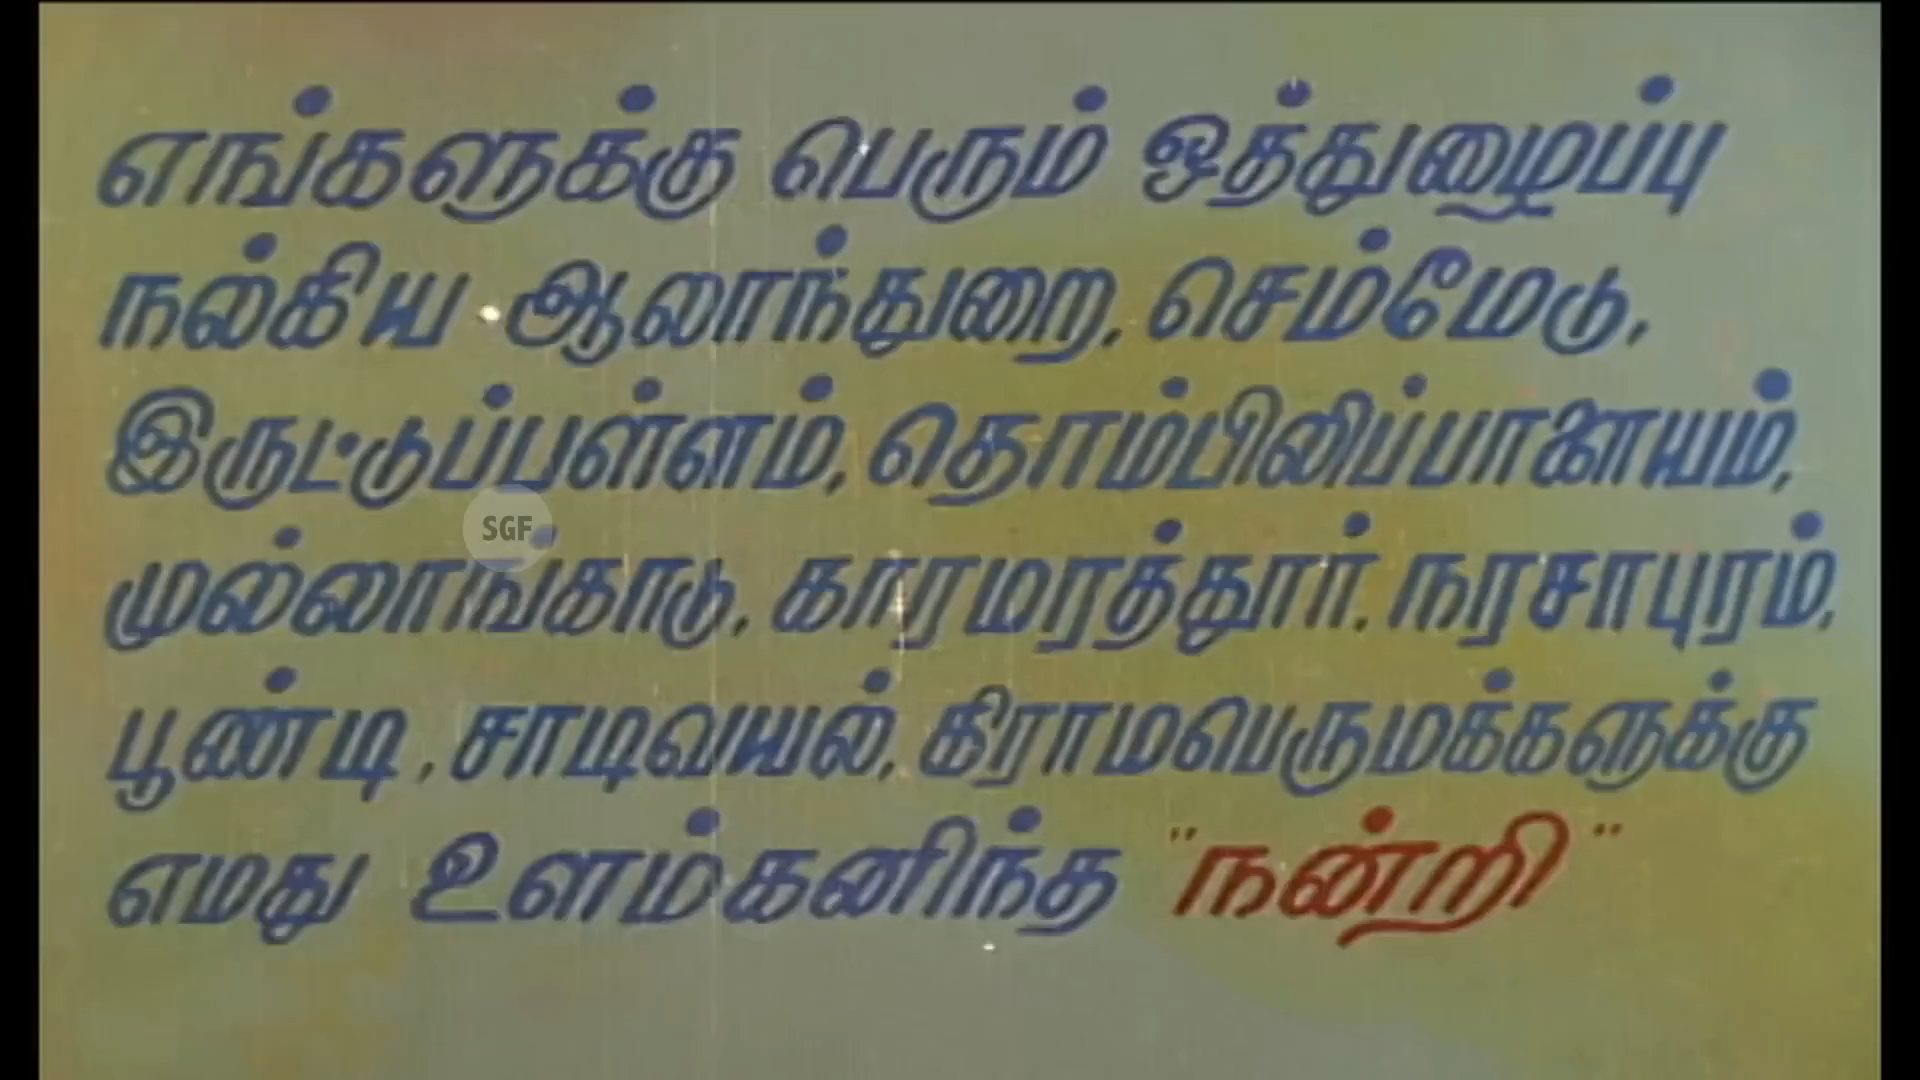 எங்களுக்கு பெரும் ஒத்துழைப்பு
நல்கிய ஆலாந்துறை, செம்மேடு,
இருட்டுப்பள்ளம், தொம்பிலிப்பாளையம்,
SGF
முல்லாங்காடு, காரமரத்தூர், நரசாபுரம்,
பூண்டி, சாடிவயல், கிராமபெருமக்களுக்கு
எமது உளம்கனிந்த "நன்றி"